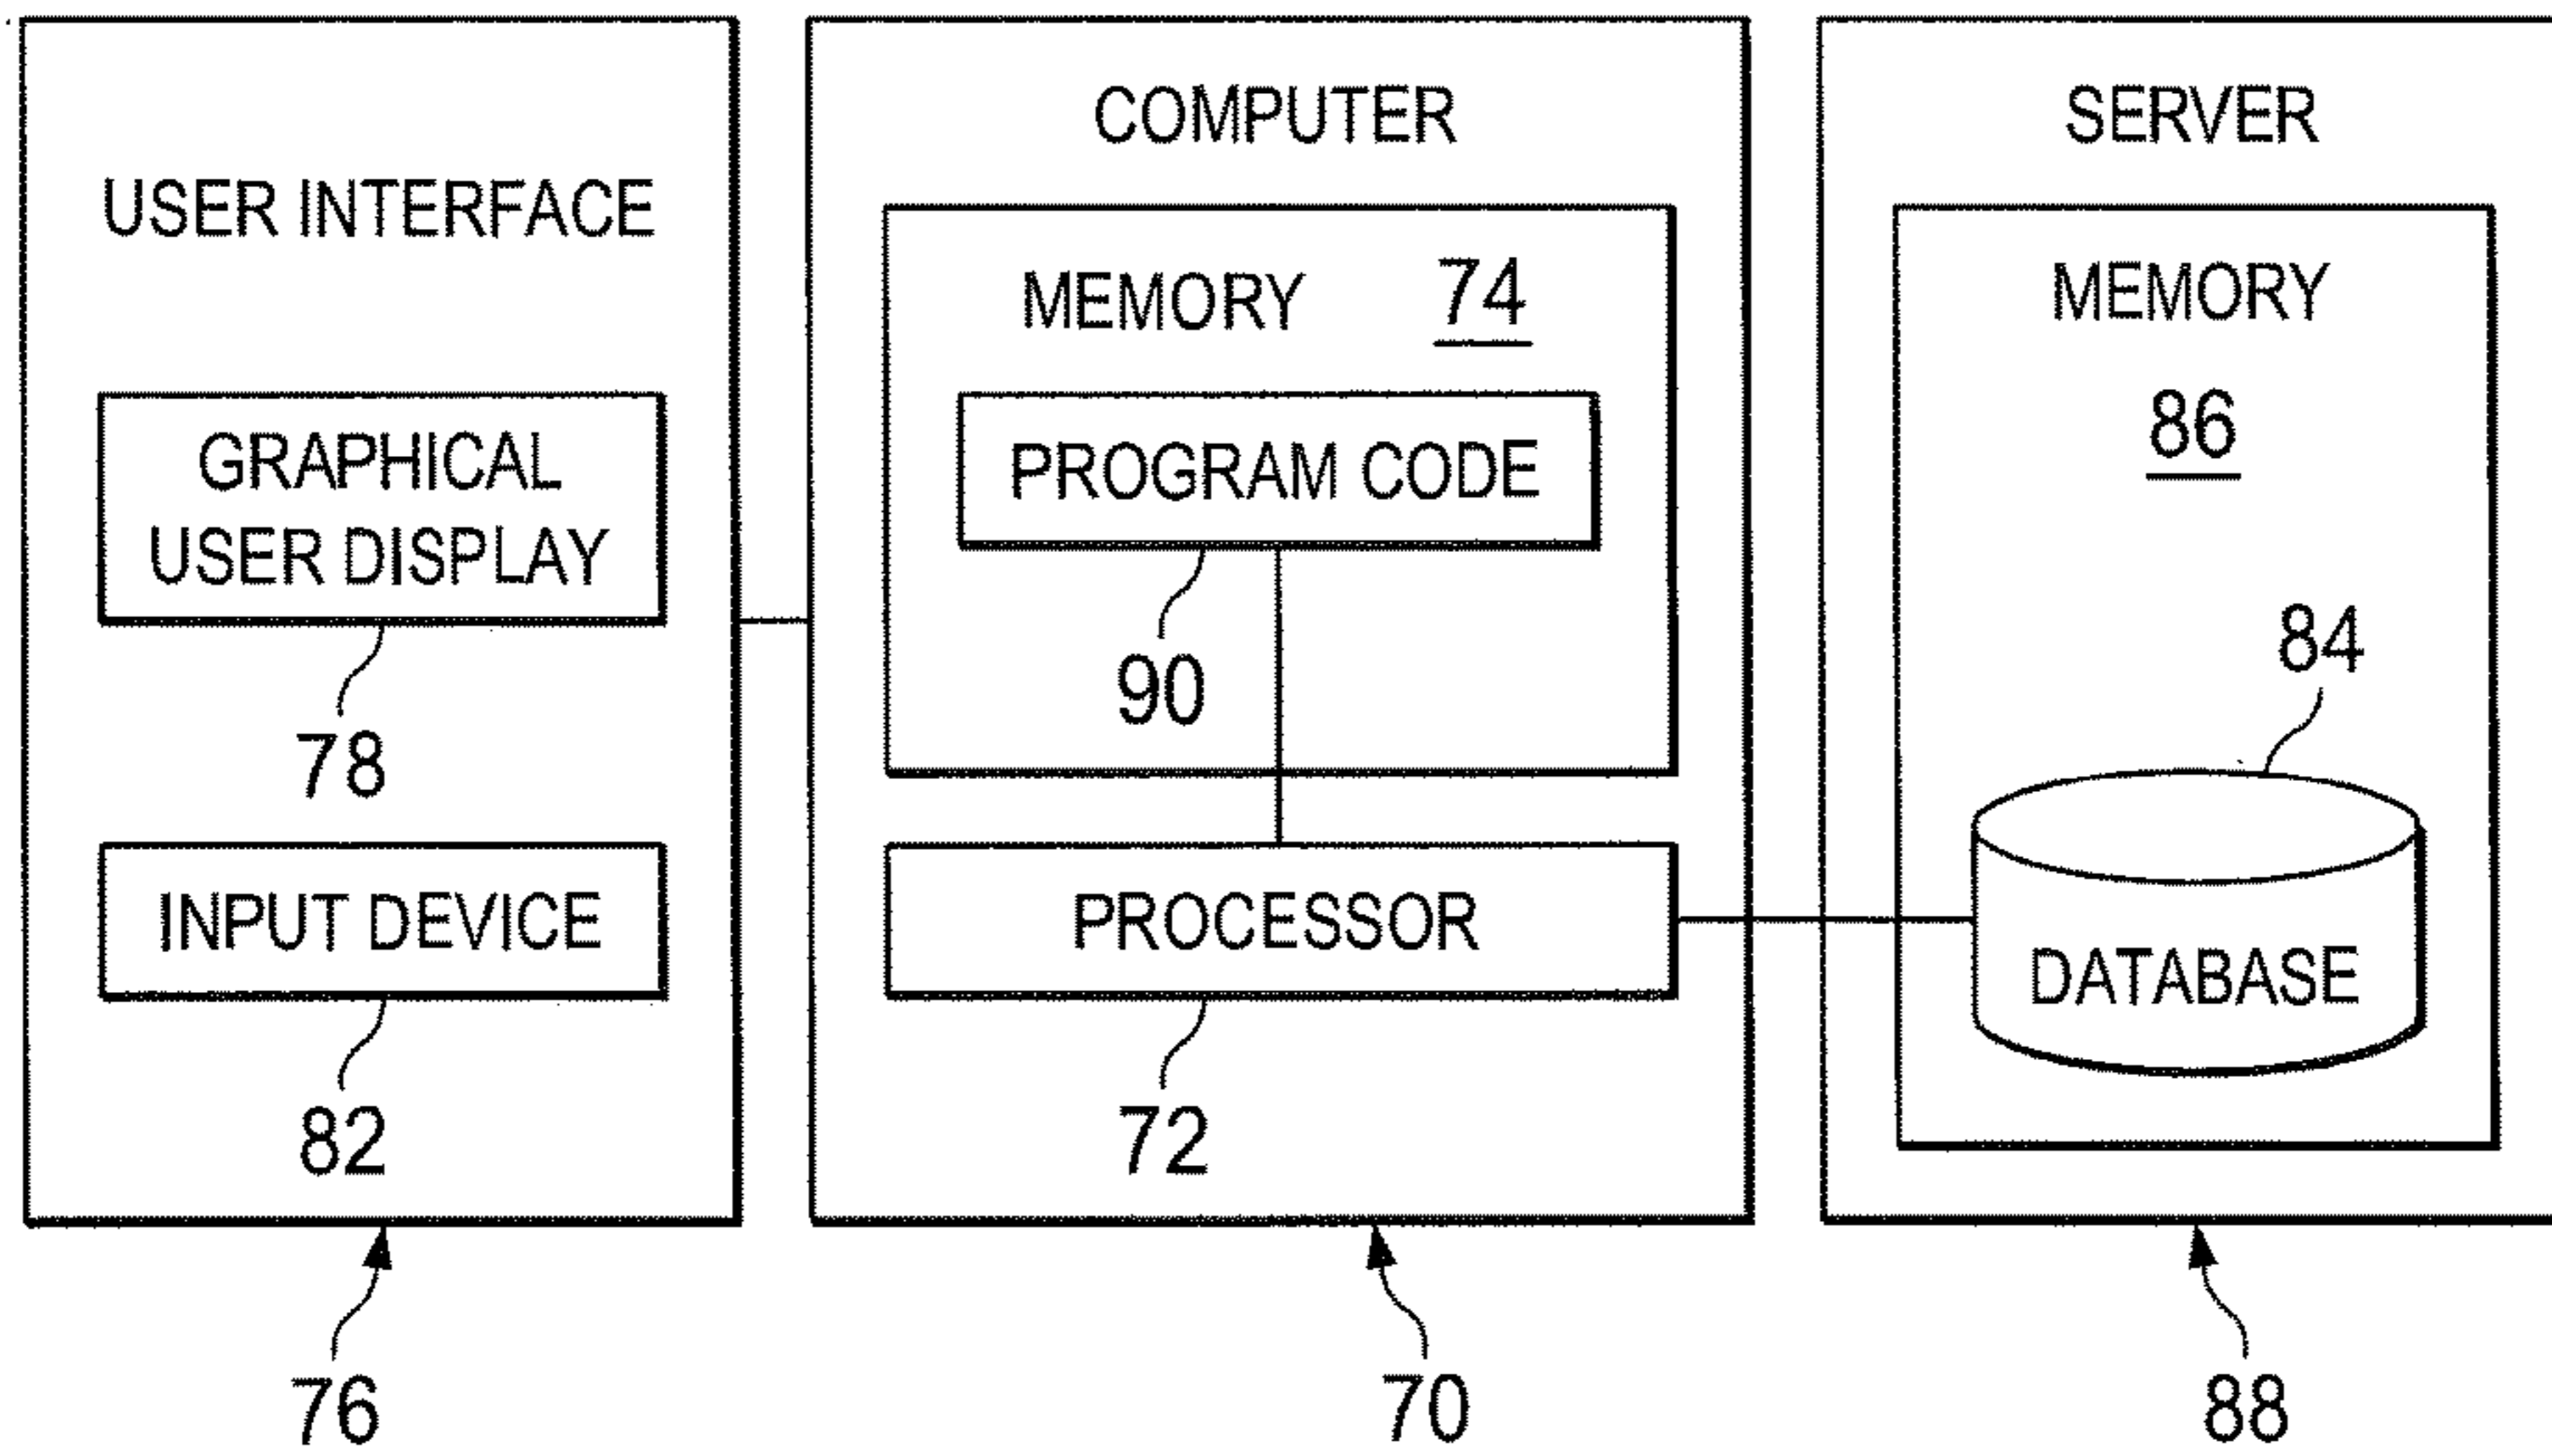 USER INTERFACE
GRAPHICAL
USER DISPLAY
78
INPUT DEVICE
82
76
COMPUTER
MEMORY 74
PROGRAM CODE
90
PROCESSOR
72
70
SERVER
MEMORY
86
84
DATABASE
88